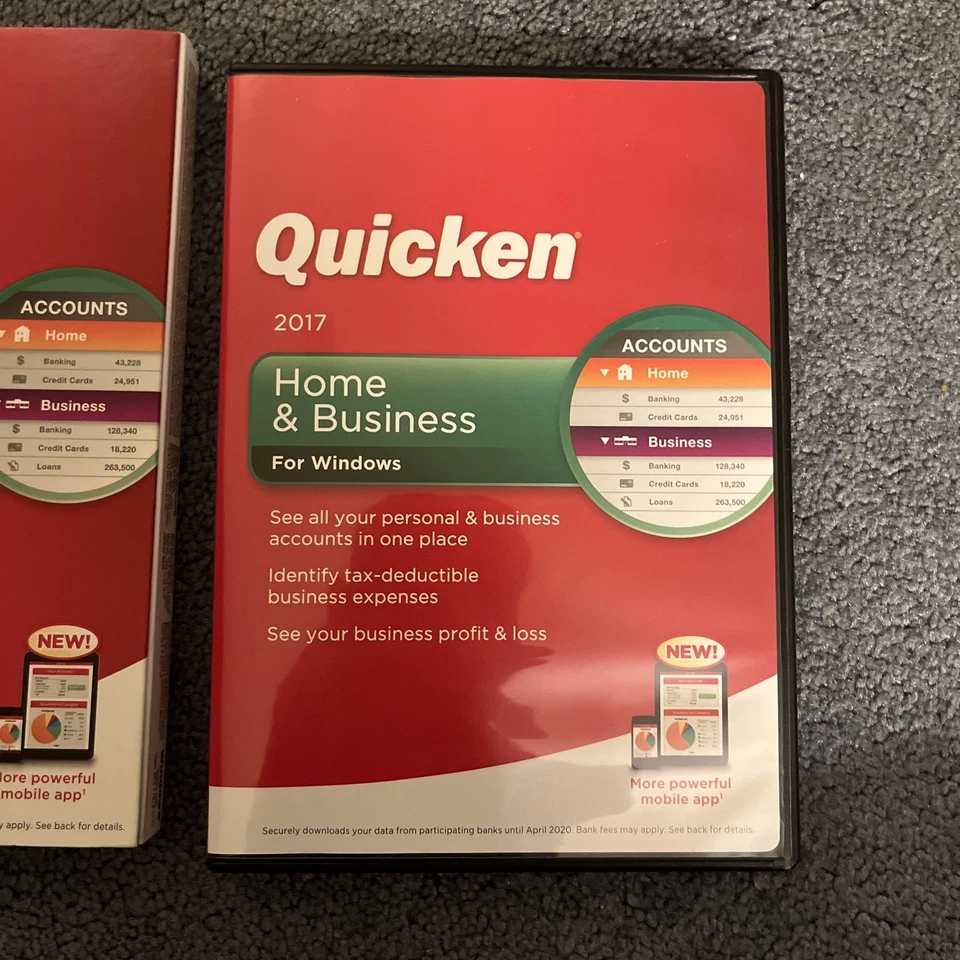 ACCOUNTS
Home
Banking 43,228
Credit Cards 24,951
Business
Banking 128,340
Credit Cards 18,220
Loans 263,500
NEW!
More powerful
mobile app¹
y apply. See back for details.
Quicken®
2017
Home
& Business
For Windows
ACCOUNTS
Home
$ Banking 43,228
Credit Cards 24,951
Business
$ Banking 128,340
Credit Cards 18,220
Loans 263,500
See all your personal & business
accounts in one place
Identify tax-deductible
business expenses
See your business profit & loss
NEW!
More powerful
mobile app¹
Securely downloads your data from participating banks until April 2020. Bank fees may apply. See back for details.